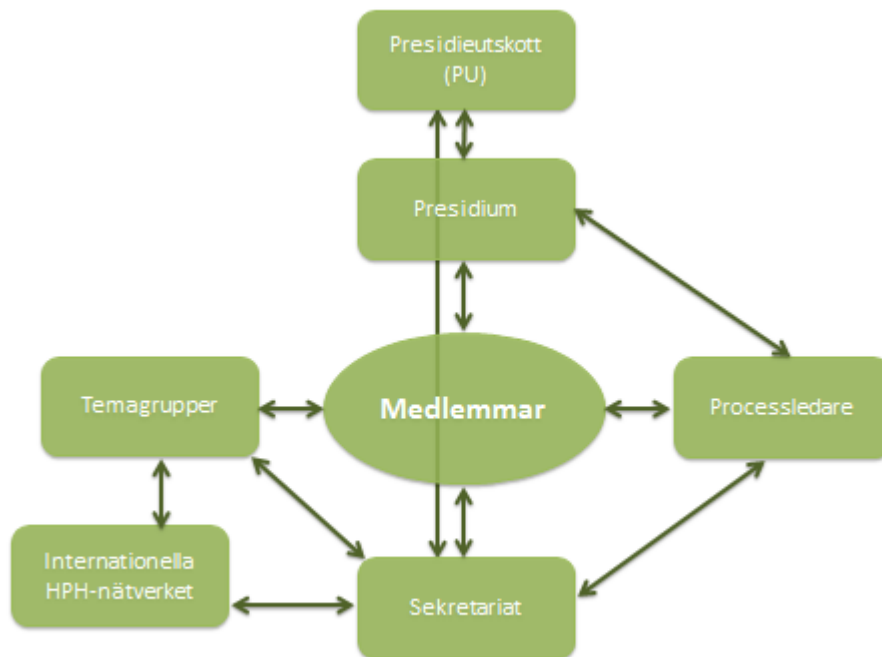 Presidieutskott
(PU)
Presidium
Temagrupper
Medlemmar
Processledare
Internationella
HPH-nätverket
Sekretariat